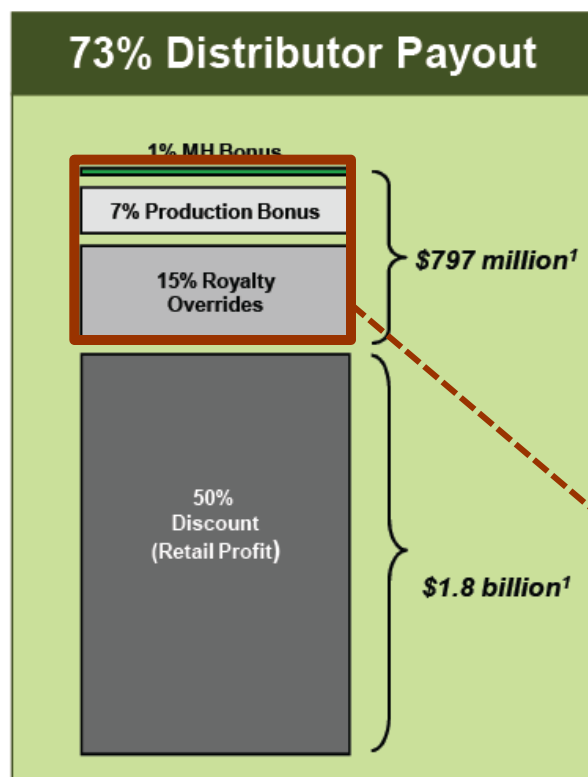 73% Distributor Payout
1% MH Bonus
7% Production Bonus
$797 million¹
15% Royalty
Overrides
50%
Discount
(Retail Profit)
$1.8 billion¹